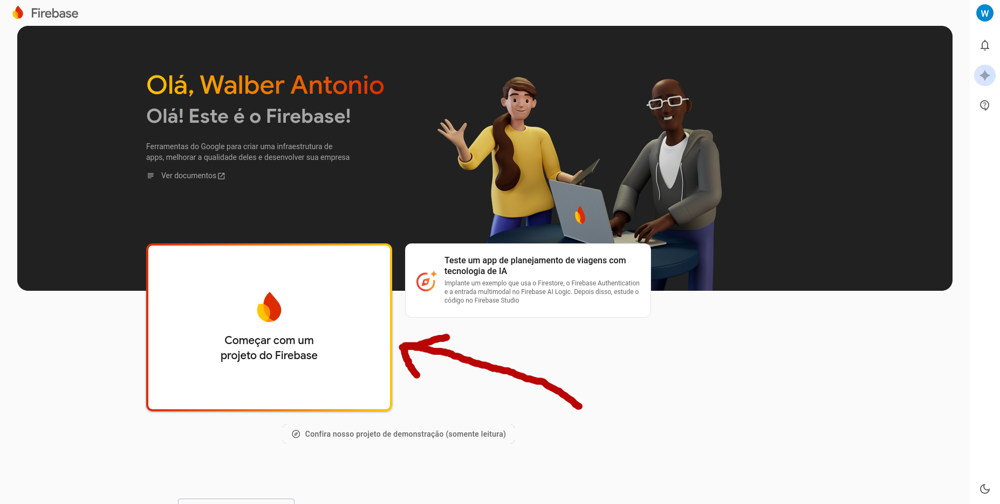 Firebase
W
Olá, Walber Antonio
Olá! Este é o Firebase!
Ferramentas do Google para criar uma infraestrutura de
apps, melhorar a qualidade deles e desenvolver sua empresa
Ver documentos
Começar com um
projeto do Firebase
Teste um app de planejamento de viagens com
tecnologia de IA
Implante um exemplo que usa o Firestore, o Firebase Authentication
e a entrada multimodal no Firebase AI Logic. Depois disso, estude o
código no Firebase Studio
Confira nosso projeto de demonstração (somente leitura)